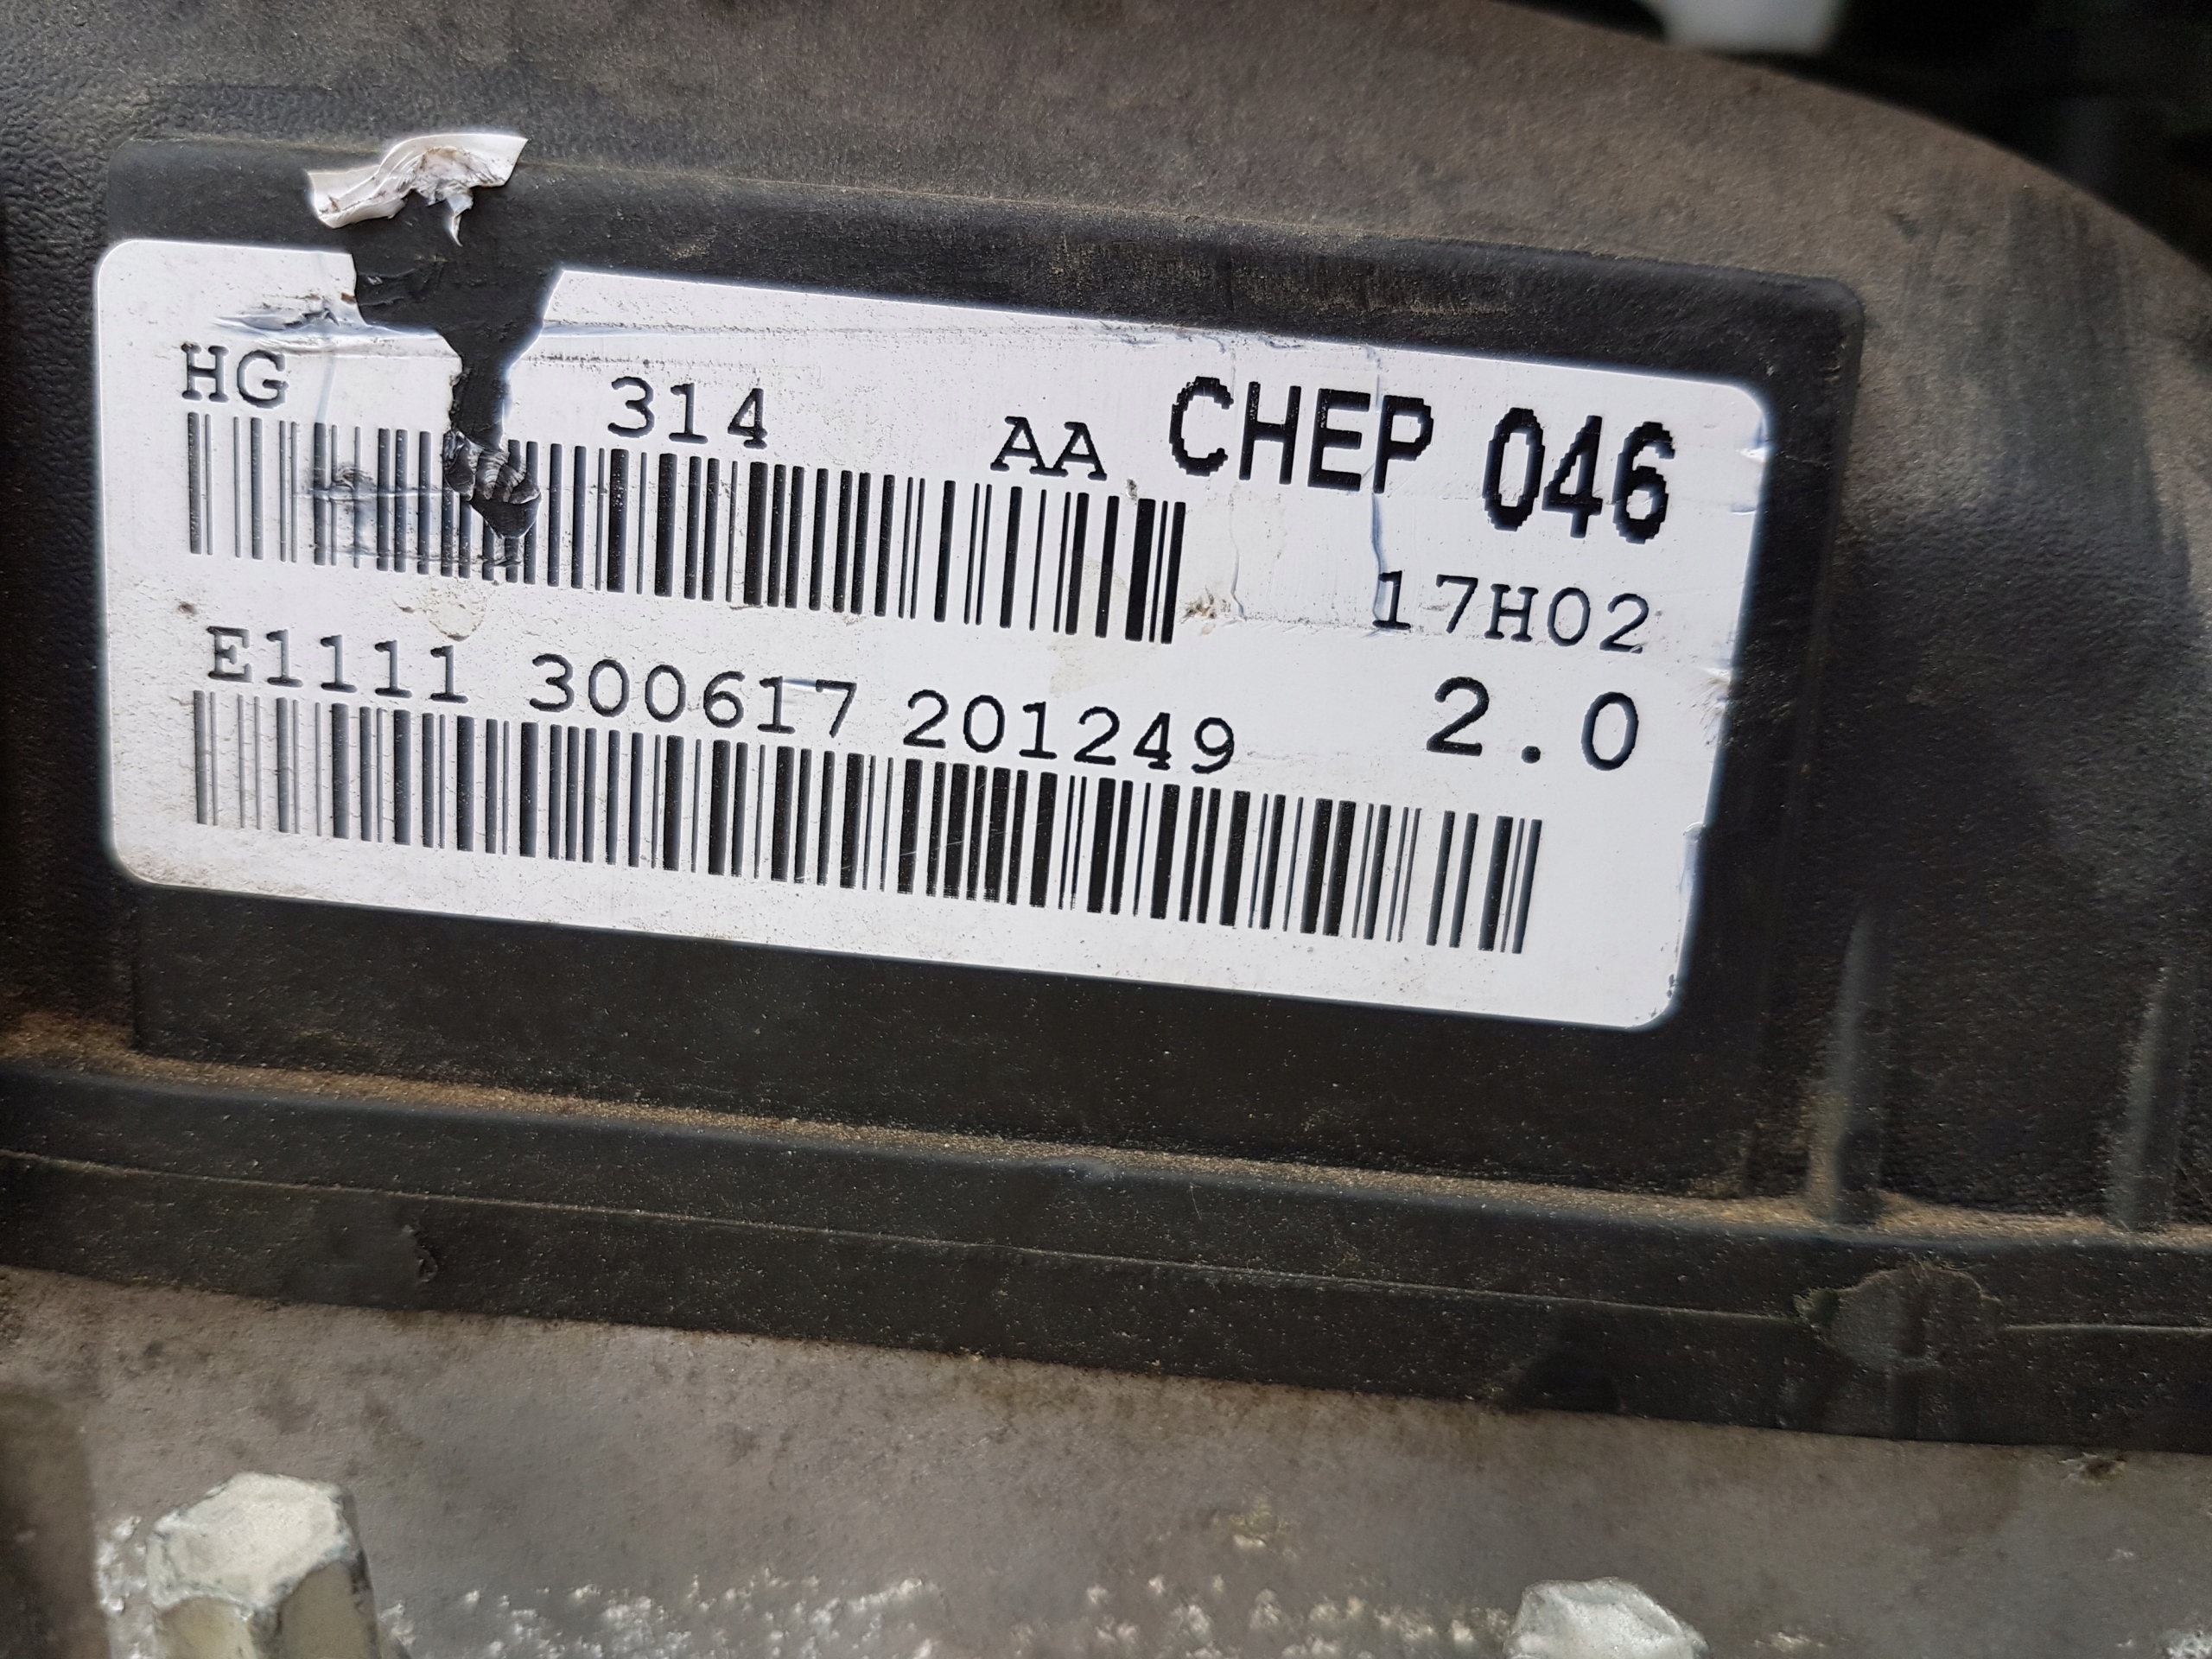 HG 314 AA CHEP 046
17H02
E1111 300617 201249 2.0